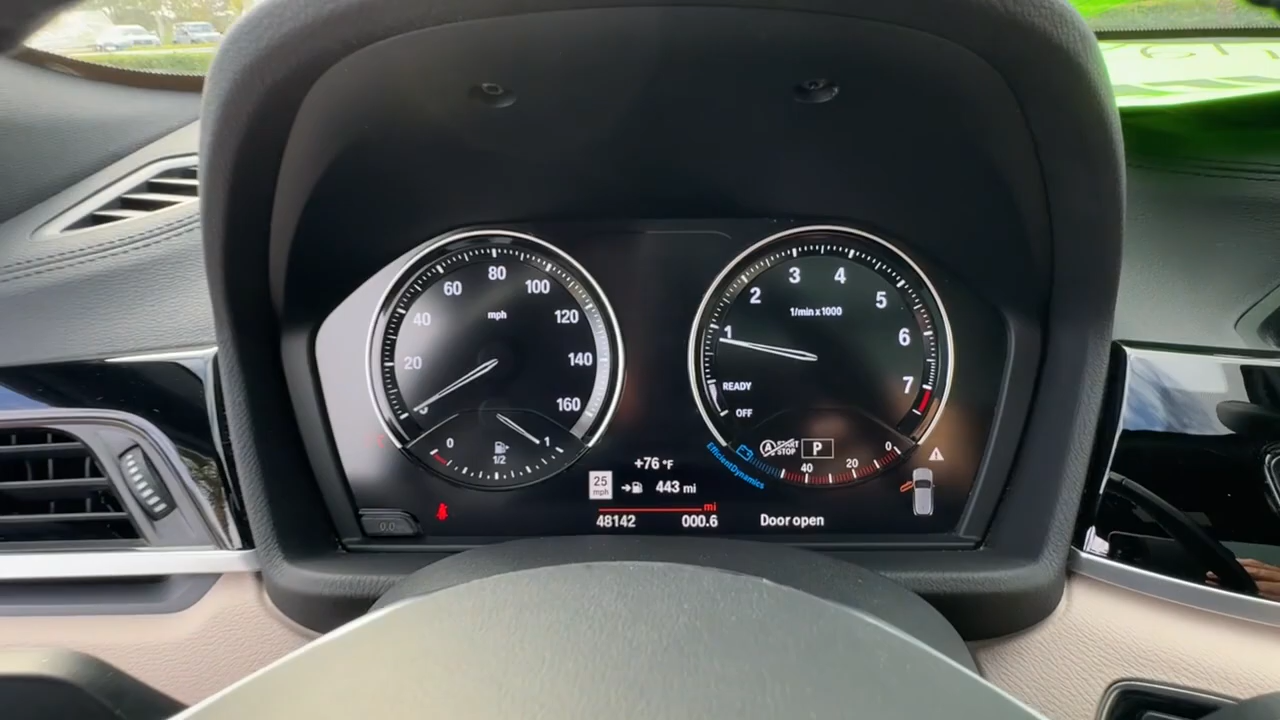 20
40
60
80
100
120
140
160
mph
0
1/2
1
1
2
3
4
5
6
7
1/min x 1000
READY
OFF
START
STOP
P
EfficientDynamics
40
20
0
25
mph
+76 °F
443 mi
mi
48142
000.6
Door open
0.0